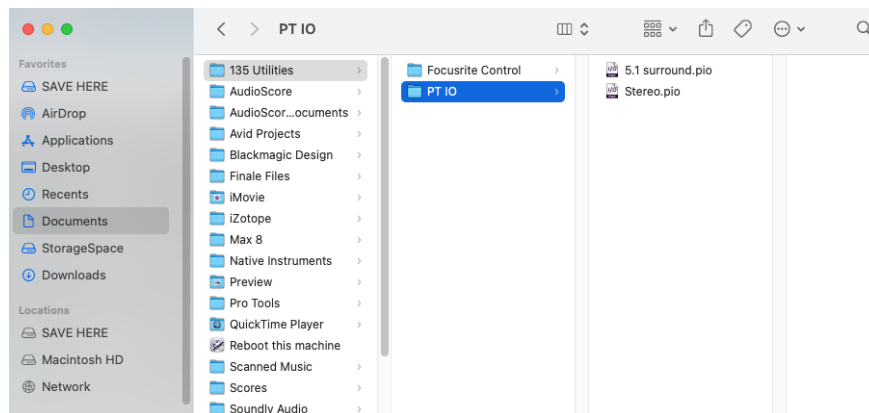 PT IO
Favorites
SAVE HERE
AirDrop
Applications
Desktop
Recents
Documents
StorageSpace
Downloads
Locations
SAVE HERE
Macintosh HD
Network
135 Utilities
AudioScore
AudioScor...ocuments
Avid Projects
Blackmagic Design
Finale Files
iMovie
iZotope
Max 8
Native Instruments
Preview
Pro Tools
QuickTime Player
Reboot this machine
Scanned Music
Scores
Soundly Audio
Focusrite Control
PT IO
5.1 surround.pio
Stereo.pio